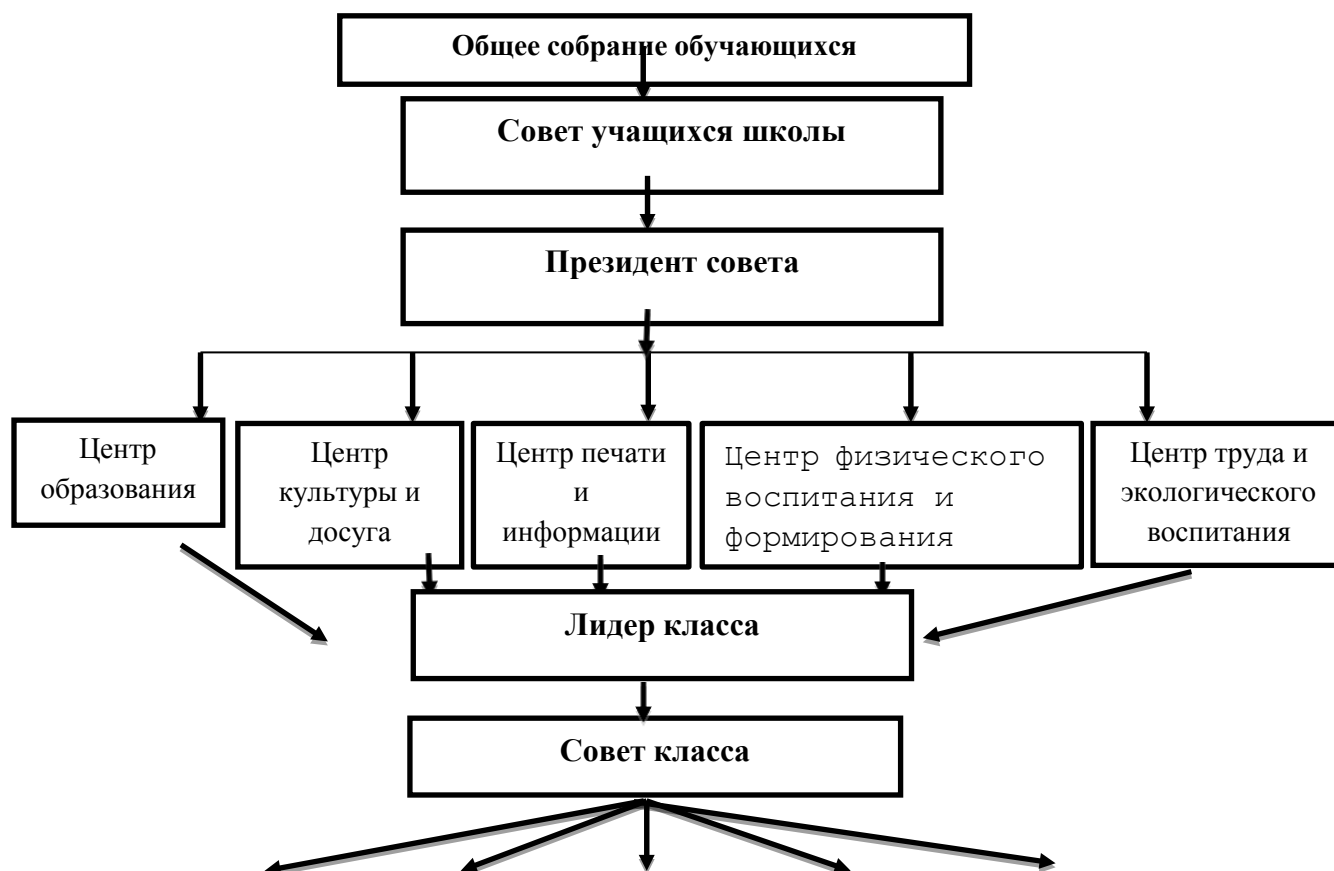 Общее собрание обучающихся
Совет учащихся школы
Президент совета
Центр
образования
Центр
культуры и
досуга
Центр печати
и
информации
Центр физического
воспитания и
формирования
Центр труда и
экологического
воспитания
Лидер класса
Совет класса